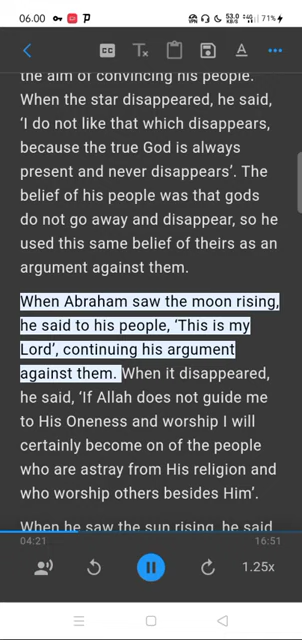 06.00
53.0
KB/S
71%
CC
the aim of convincing his people.
When the star disappeared, he said,
‘I do not like that which disappears,
because the true God is always
present and never disappears’. The
belief of his people was that gods
do not go away and disappear, so he
used this same belief of theirs as an
argument against them.
When Abraham saw the moon rising,
he said to his people, ‘This is my
Lord’, continuing his argument
against them. When it disappeared,
he said, ‘If Allah does not guide me
to His Oneness and worship I will
certainly become on of the people
who are astray from His religion and
who worship others besides Him’.
When he saw the sun rising, he said
04:21
16:51
1.25x